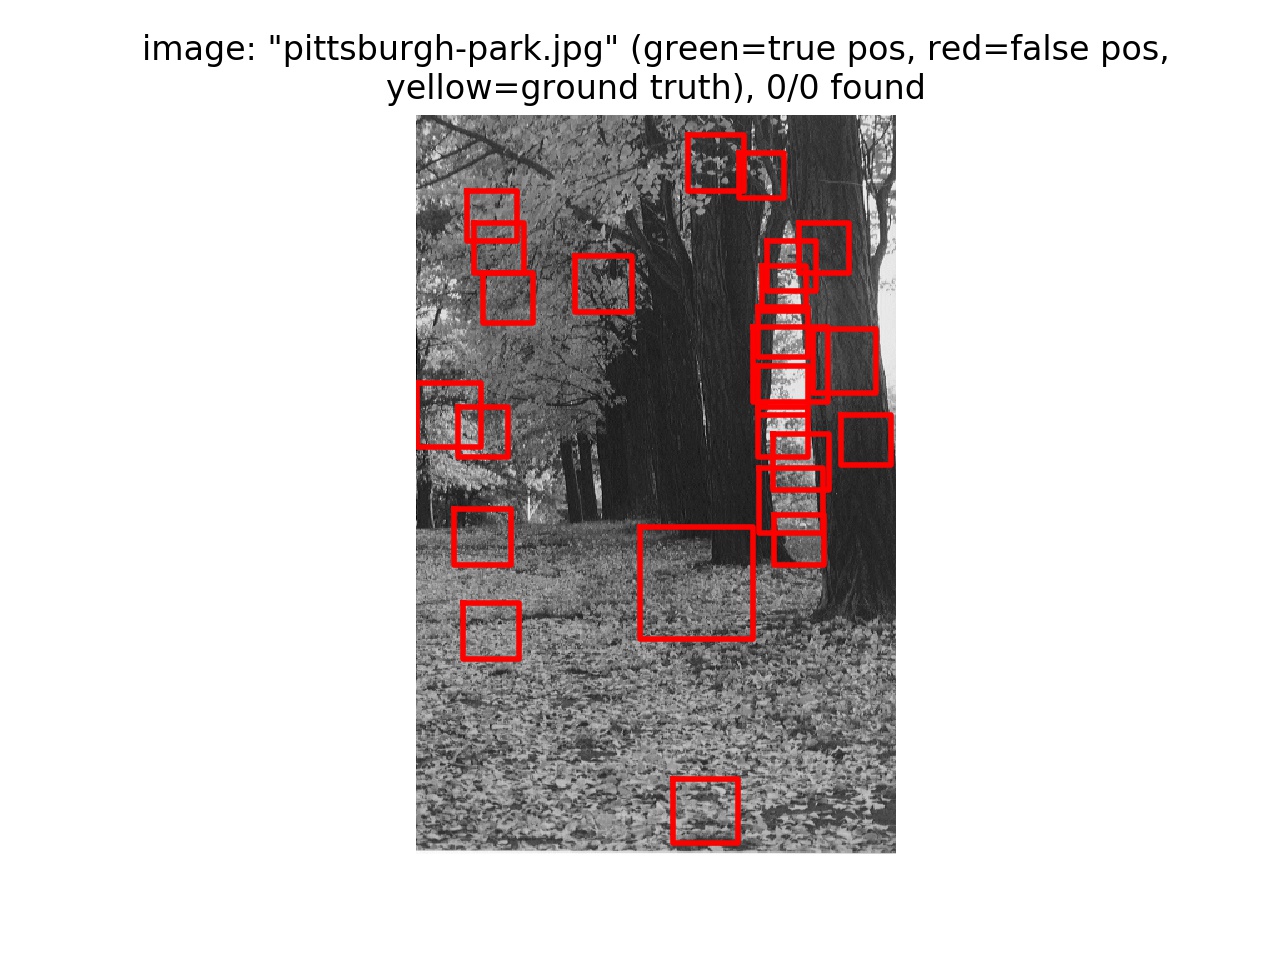 image: "pittsburgh-park.jpg" (green=true pos, red=false pos,
yellow=ground truth), 0/0 found